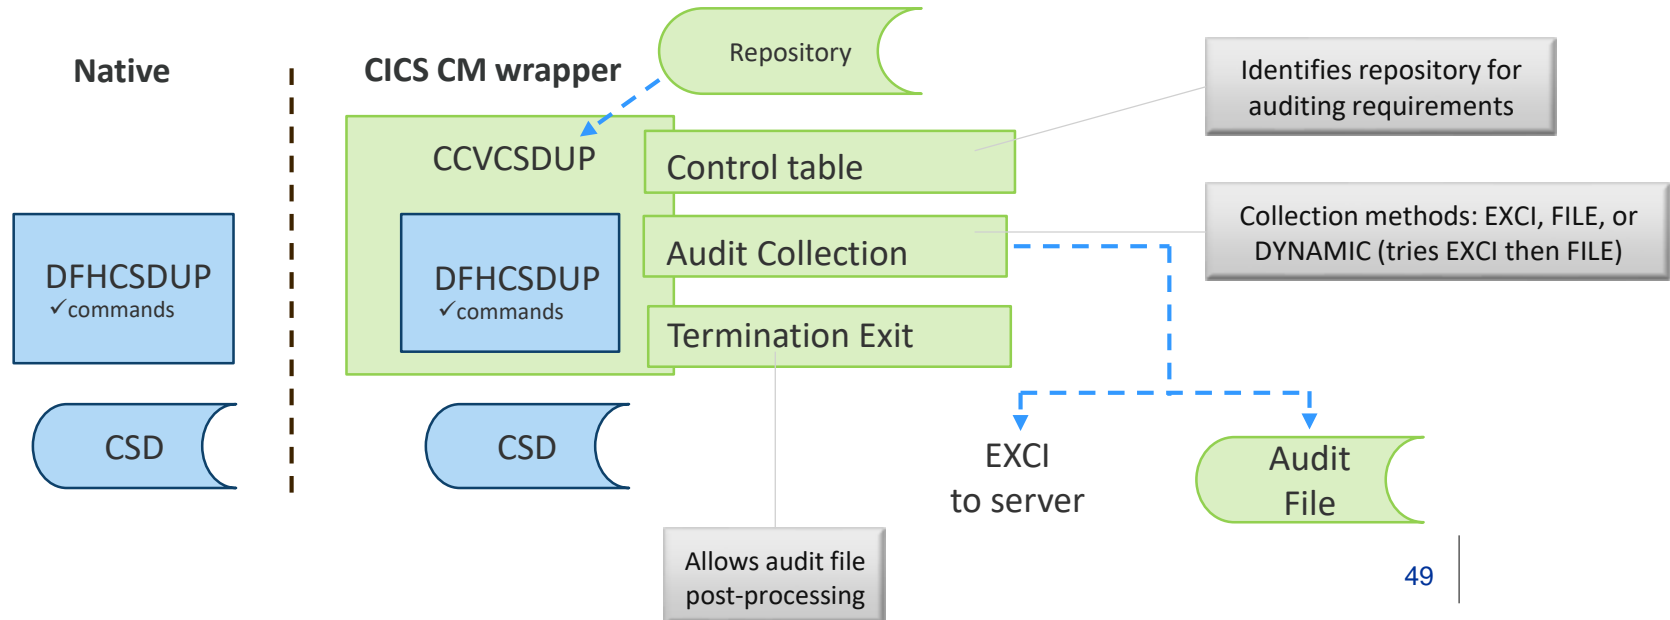 Native
DFHCSDUP
✓commands
CSD
CICS CM wrapper
Repository
CCVCSDUP
DFHCSDUP
✓commands
CSD
Control table
Audit Collection
Termination Exit
Identifies repository for
auditing requirements
Collection methods: EXCI, FILE, or
DYNAMIC (tries EXCI then FILE)
EXCI
to server
Audit
File
Allows audit file
post-processing
49